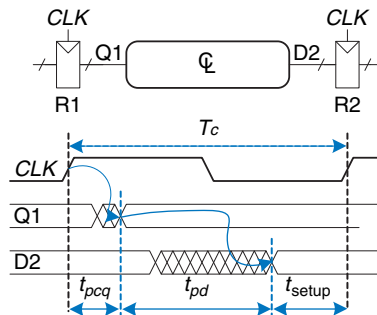 CLK CLK
Q1 CL D2
R1 R2
Tc
CLK
Q1
D2
tpcq tpd tsetup